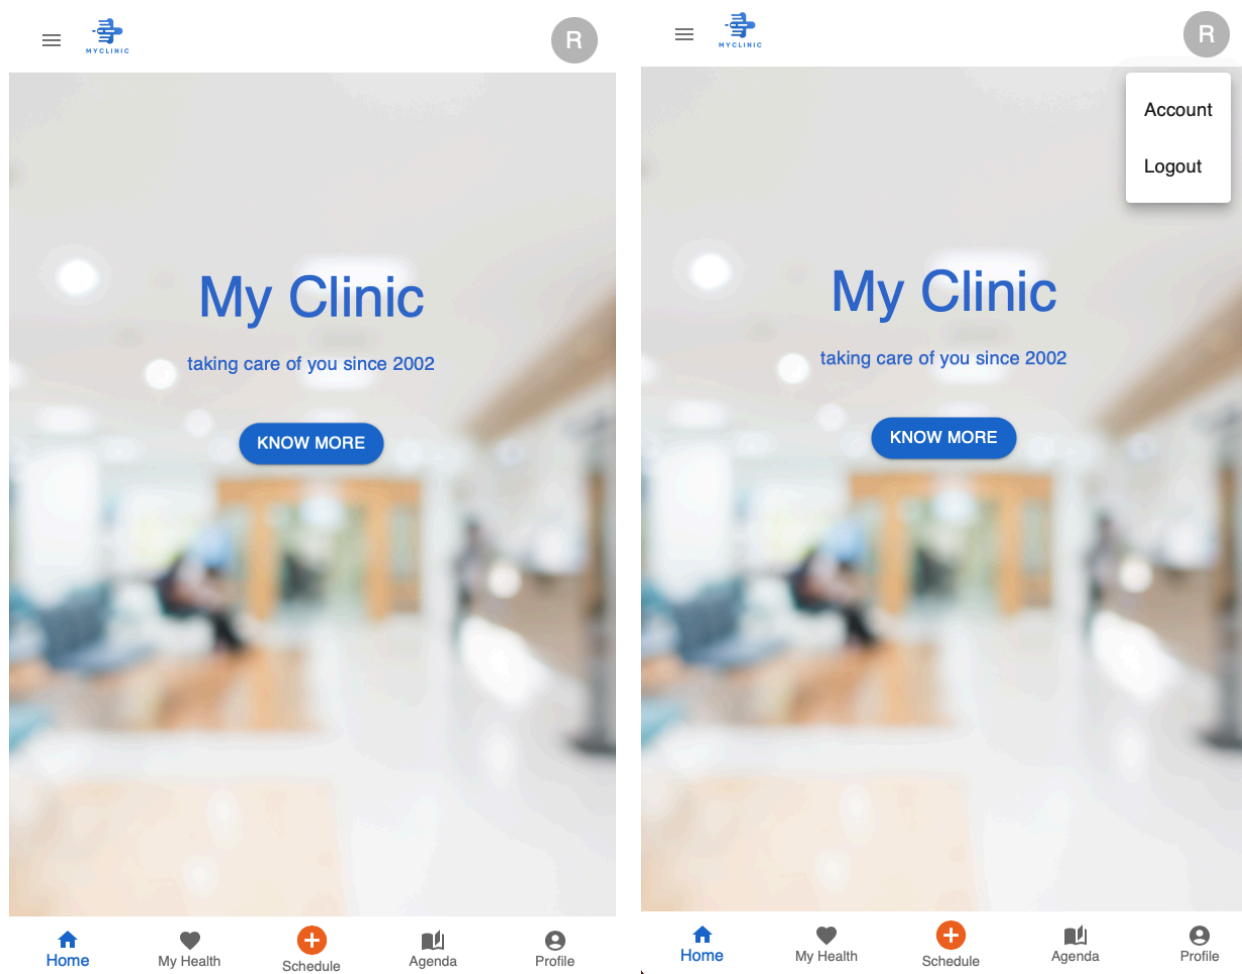 MYCLINIC
R
My Clinic
taking care of you since 2002
KNOW MORE
Home
My Health
Schedule
Agenda
Profile
MYCLINIC
R
Account
Logout
My Clinic
taking care of you since 2002
KNOW MORE
Home
My Health
Schedule
Agenda
Profile